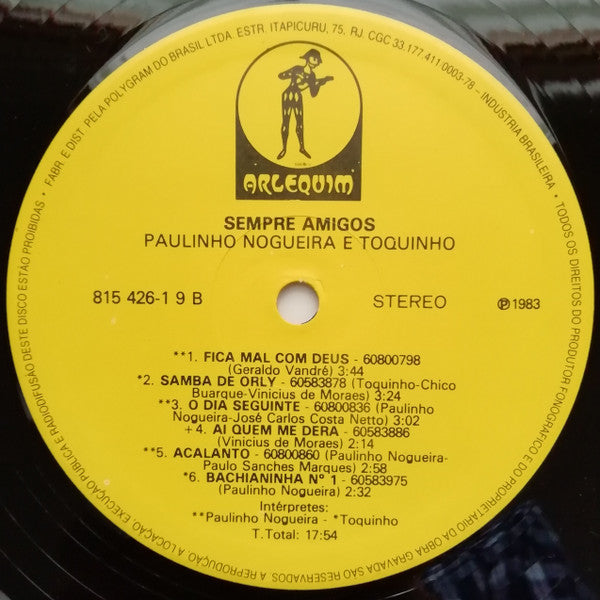 • FABR E DIST. PELA POLYGRAM DO BRASIL LTDA. ESTR. ITAPICURU, 75, RJ CGC 33.177.411/0003-78 - INDUSTRIA BRASILEIRA •
TODOS OS DIREITOS DO PRODUTOR FONOGRÁFICO E DO PROPRIETARIO DA OBRA GRAVADA SÃO RESERVADOS. A REPRODUÇÃO, A LOCAÇÃO, EXECUÇÃO PUBLICA E RADIODIFUSÃO DESTE DISCO ESTÃO PROIBIDAS
ARLEQUIM
SEMPRE AMIGOS
PAULINHO NOGUEIRA E TOQUINHO
815 426-1 9 B
STEREO
℗ 1983
**1. FICA MAL COM DEUS - 60800798
(Geraldo Vandré) 3:44
*2. SAMBA DE ORLY - 60583878 (Toquinho-Chico
Buarque-Vinicius de Moraes) 3:24
**3. O DIA SEGUINTE - 60800836 (Paulinho
Nogueira-José Carlos Costa Netto) 3:02
+4. AI QUEM ME DERA - 60583886
(Vinicius de Moraes) 2:14
**5. ACALANTO - 60800860 (Paulinho Nogueira-
Paulo Sanches Marques) 2:58
*6. BACHIANINHA Nº 1 - 60583975
(Paulinho Nogueira) 2:32
Intérpretes:
**Paulinho Nogueira - *Toquinho
T.Total: 17:54